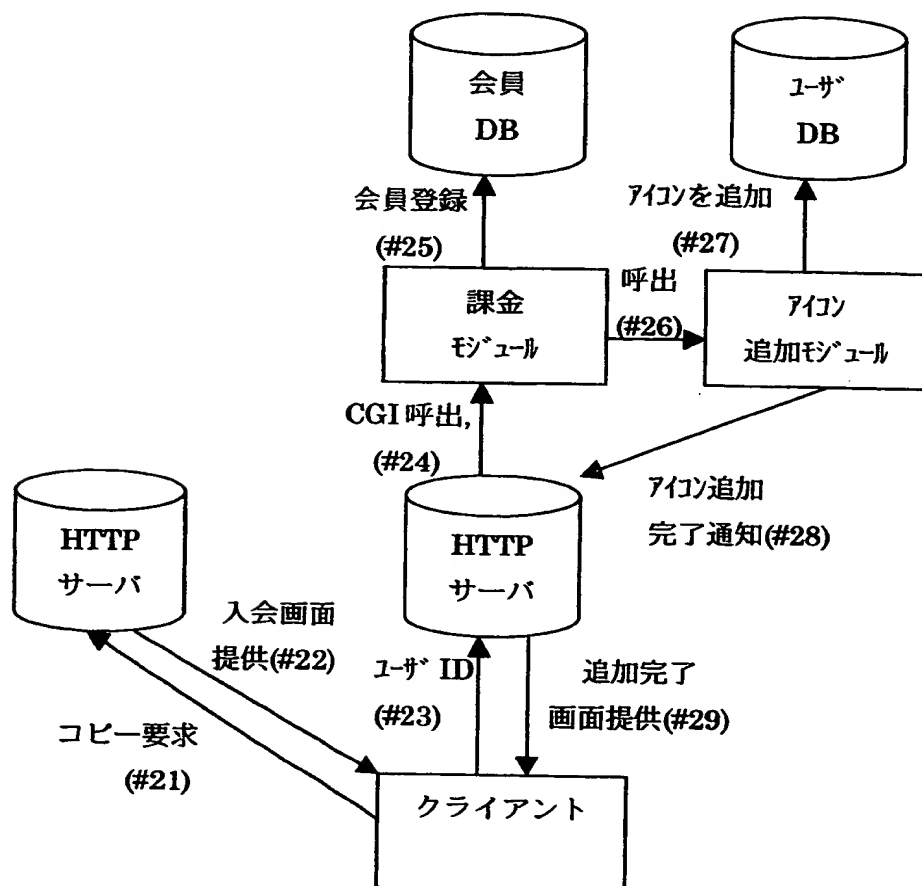 会員
DB
ﾕｰｻﾞ
DB
会員登録
(#25)
ｱｲｺﾝを追加
(#27)
呼出
(#26)
課金
ﾓｼﾞｭｰﾙ
ｱｲｺﾝ
追加ﾓｼﾞｭｰﾙ
CGI 呼出,
(#24)
ｱｲｺﾝ追加
完了通知(#28)
HTTP
サーバ
HTTP
サーバ
入会画面
提供(#22)
ﾕｰｻﾞ ID
(#23)
追加完了
画面提供(#29)
コピー要求
(#21)
クライアント